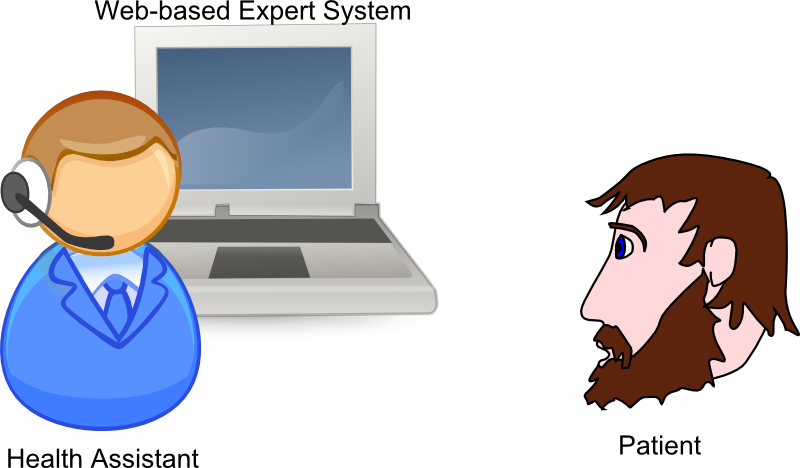 Web-based Expert System
Health Assistant
Patient